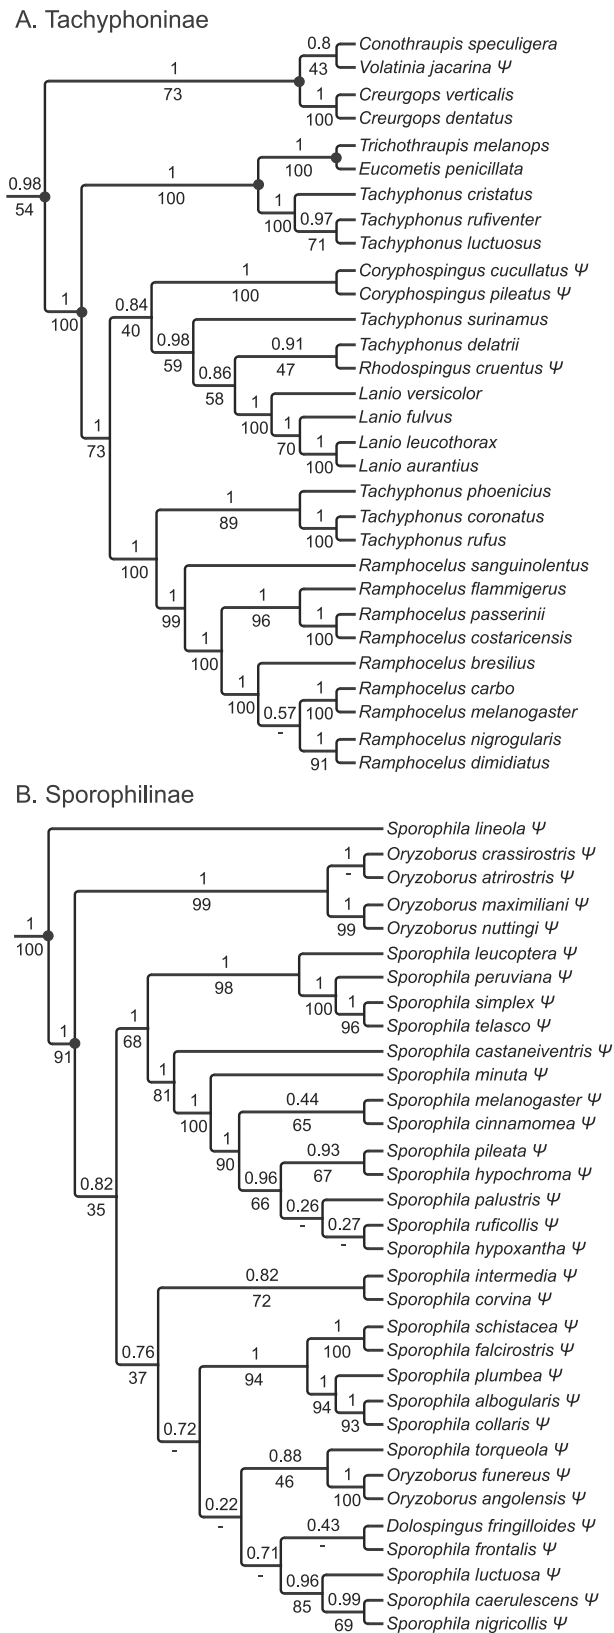 A. Tachyphoninae
0.8
Conothraupis speculigera
1
43
Volatinia jacarina Ψ
73
1
Creurgops verticalis
100
Creurgops dentatus
1
Trichothraupis melanops
1
100
Eucometis penicillata
0.98
100
1
Tachyphonus cristatus
54
100
0.97
Tachyphonus rufiventer
71
Tachyphonus luctuosus
1
Coryphospingus cucullatus Ψ
1
0.84
100
Coryphospingus pileatus Ψ
100
40
0.98
Tachyphonus surinamus
59
0.91
Tachyphonus delatrii
0.86
47
Rhodospingus cruentus Ψ
58
1
Lanio versicolor
1
100
1
Lanio fulvus
73
70
1
Lanio leucothorax
100
Lanio aurantius
1
Tachyphonus phoenicius
89
1
Tachyphonus coronatus
1
100
Tachyphonus rufus
100
Ramphocelus sanguinolentus
1
1
Ramphocelus flammigerus
99
96
1
Ramphocelus passerinii
1
100
Ramphocelus costaricensis
100
1
Ramphocelus bresilius
100
1
Ramphocelus carbo
0.57
100
Ramphocelus melanogaster
-
1
Ramphocelus nigrogularis
91
Ramphocelus dimidiatus
B. Sporophilinae
Sporophila lineola Ψ
1
Oryzoborus crassirostris Ψ
1
-
Oryzoborus atrirostris Ψ
99
1
Oryzoborus maximiliani Ψ
1
99
Oryzoborus nuttingi Ψ
100
1
Sporophila leucoptera Ψ
98
1
Sporophila peruviana Ψ
100
1
Sporophila simplex Ψ
1
1
96
Sporophila telasco Ψ
91
68
1
Sporophila castaneiventris Ψ
81
1
Sporophila minuta Ψ
100
0.44
Sporophila melanogaster Ψ
1
65
Sporophila cinnamomea Ψ
90
0.93
Sporophila pileata Ψ
0.82
0.96
67
Sporophila hypochroma Ψ
35
66
0.26
Sporophila palustris Ψ
-
0.27
Sporophila ruficollis Ψ
-
Sporophila hypoxantha Ψ
0.82
Sporophila intermedia Ψ
72
Sporophila corvina Ψ
0.76
1
Sporophila schistacea Ψ
37
1
100
Sporophila falcirostris Ψ
94
1
Sporophila plumbea Ψ
94
1
Sporophila albogularis Ψ
0.72
93
Sporophila collaris Ψ
-
0.88
Sporophila torqueola Ψ
46
1
Oryzoborus funereus Ψ
0.22
100
Oryzoborus angolensis Ψ
-
0.43
Dolospingus fringilloides Ψ
0.71
-
Sporophila frontalis Ψ
-
0.96
Sporophila luctuosa Ψ
85
0.99
Sporophila caerulescens Ψ
69
Sporophila nigricollis Ψ